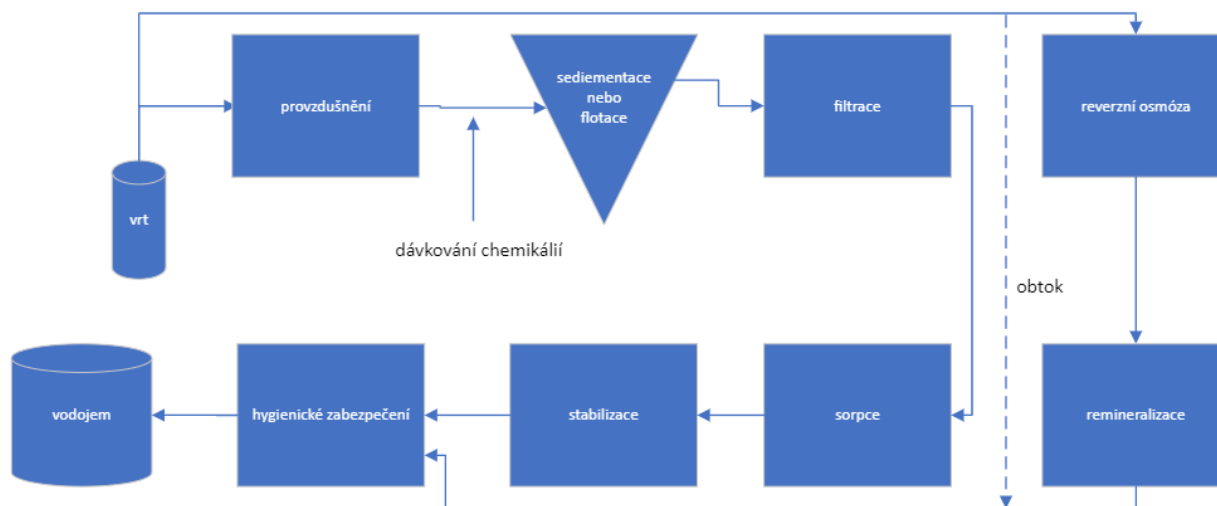 provzdušnění
sediementace
nebo
flotace
filtrace
reverzní osmóza
vrt
dávkování chemikálií
obtok
vodojem
hygienické zabezpečení
stabilizace
sorpce
remineralizace